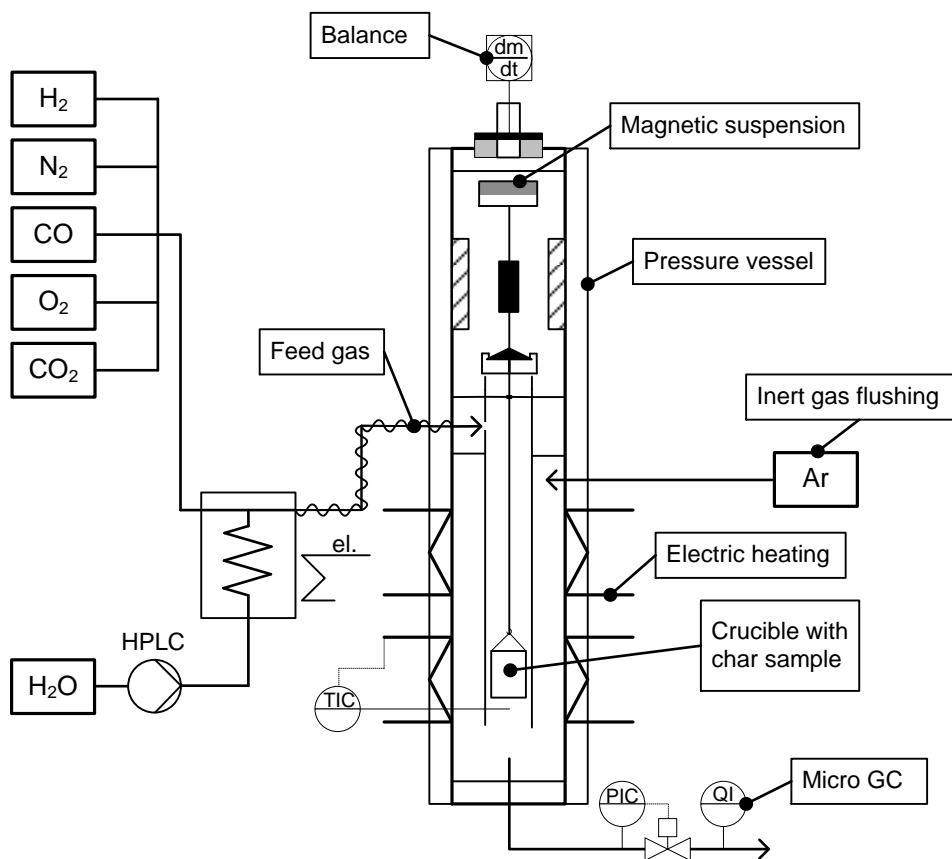 Balance
dm
dt
H₂
N₂
CO
O₂
CO₂
Magnetic suspension
Pressure vessel
Feed gas
Inert gas flushing
Ar
el.
Electric heating
HPLC
H₂O
Crucible with
char sample
TIC
PIC
QI
Micro GC